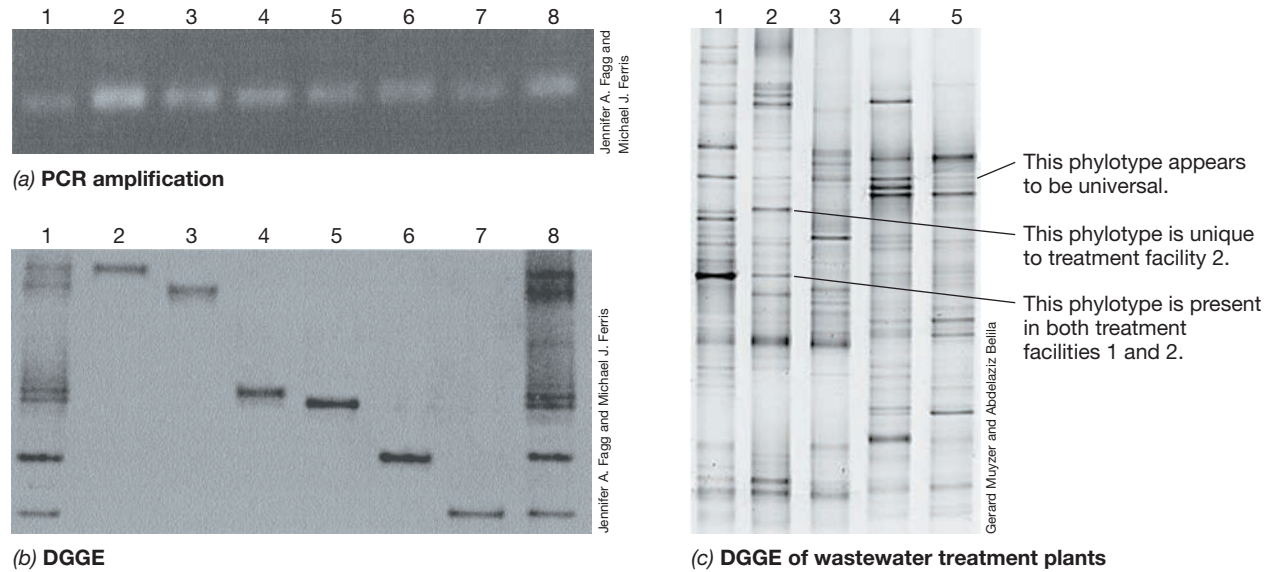 1 2 3 4 5 6 7 8
Jennifer A. Fagg and
Michael J. Ferris
(a) PCR amplification
1 2 3 4 5 6 7 8
Jennifer A. Fagg and Michael J. Ferris
(b) DGGE
1 2 3 4 5
This phylotype appears
to be universal.
This phylotype is unique
to treatment facility 2.
This phylotype is present
in both treatment
facilities 1 and 2.
Gerard Muyzer and Abdelaziz Belila
(c) DGGE of wastewater treatment plants